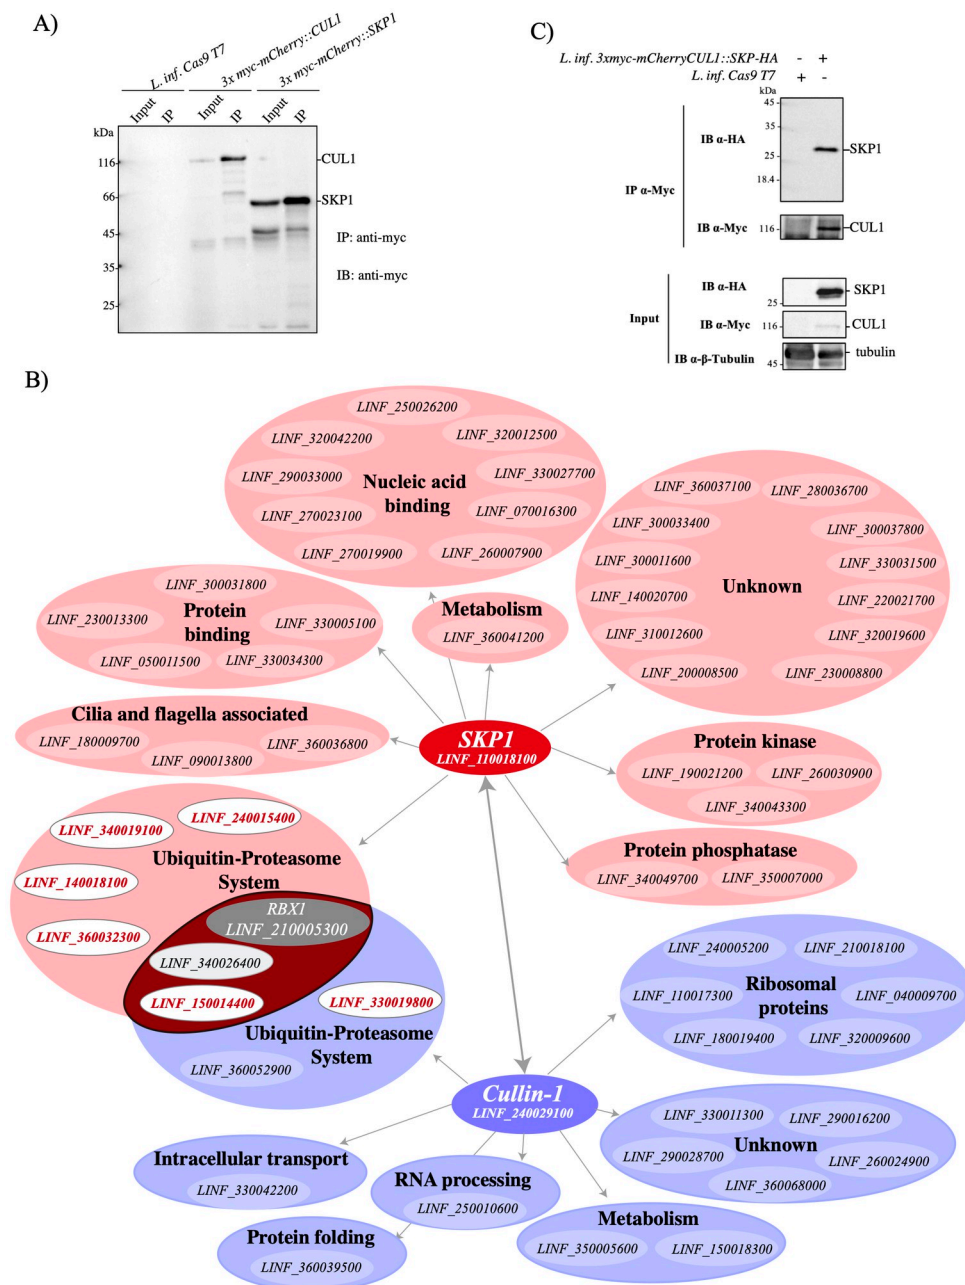 A)
L. inf. Cas9 T7
3x myc-mCherry::CUL1
3x myc-mCherry::SKP1
Input
IP
Input
IP
Input
IP
kDa
116
66
45
35
25
CUL1
SKP1
IP: anti-myc
IB: anti-myc
C)
L. inf. 3xmyc-mCherryCUL1::SKP-HA - +
L. inf. Cas9 T7 + -
kDa
45
35
25
18.4
IB α-HA
SKP1
IP α-Myc
IB α-Myc
116
CUL1
IB α-HA
25
SKP1
Input
IB α-Myc
116
CUL1
IB α-β-Tubulin
45
tubulin
B)
LINF_250026200
LINF_320042200
LINF_320012500
LINF_290033000
LINF_330027700
Nucleic acid
binding
LINF_270023100
LINF_070016300
LINF_270019900
LINF_260007900
LINF_360037100
LINF_280036700
LINF_300033400
LINF_300037800
LINF_300011600
LINF_330031500
Unknown
LINF_140020700
LINF_220021700
LINF_310012600
LINF_320019600
LINF_200008500
LINF_230008800
LINF_300031800
LINF_230013300
Protein
binding
LINF_330005100
LINF_050011500
LINF_330034300
Metabolism
LINF_360041200
Cilia and flagella associated
LINF_180009700
LINF_360036800
LINF_090013800
SKP1
LINF_110018100
Protein kinase
LINF_190021200
LINF_260030900
LINF_340043300
Protein phosphatase
LINF_340049700
LINF_350007000
LINF_340019100
LINF_240015400
Ubiquitin-Proteasome
System
LINF_140018100
LINF_360032300
RBX1
LINF_210005300
LINF_340026400
LINF_150014400
LINF_330019800
Ubiquitin-Proteasome
System
LINF_360052900
LINF_240005200
LINF_210018100
LINF_110017300
Ribosomal
proteins
LINF_040009700
LINF_180019400
LINF_320009600
Cullin-1
LINF_240029100
LINF_330011300
LINF_290016200
Unknown
LINF_290028700
LINF_260024900
LINF_360068000
Intracellular transport
LINF_330042200
RNA processing
LINF_250010600
Metabolism
LINF_350005600
LINF_150018300
Protein folding
LINF_360039500